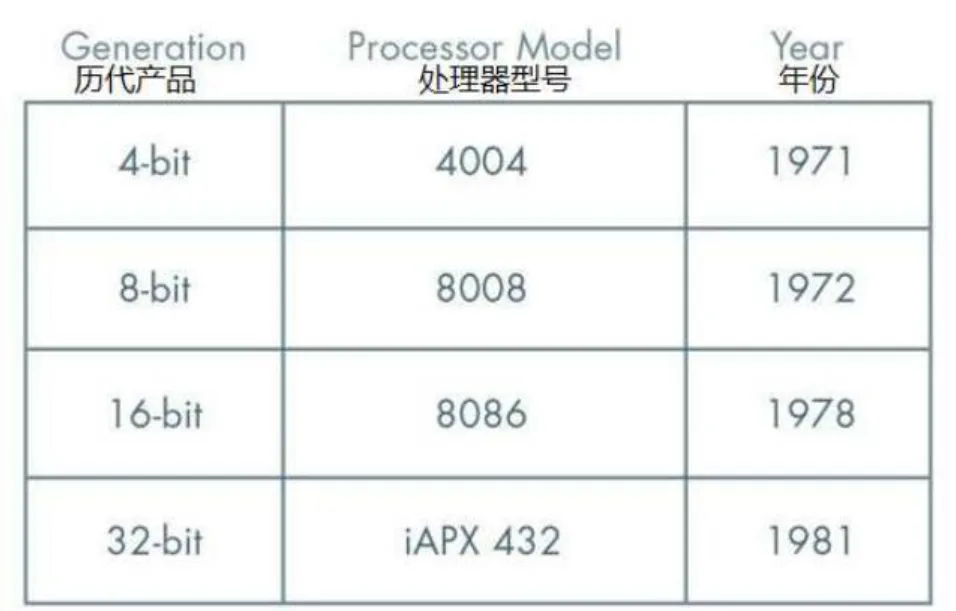 Generation Processor Model Year
历代产品 处理器型号 年份
4-bit 4004 1971
8-bit 8008 1972
16-bit 8086 1978
32-bit iAPX 432 1981